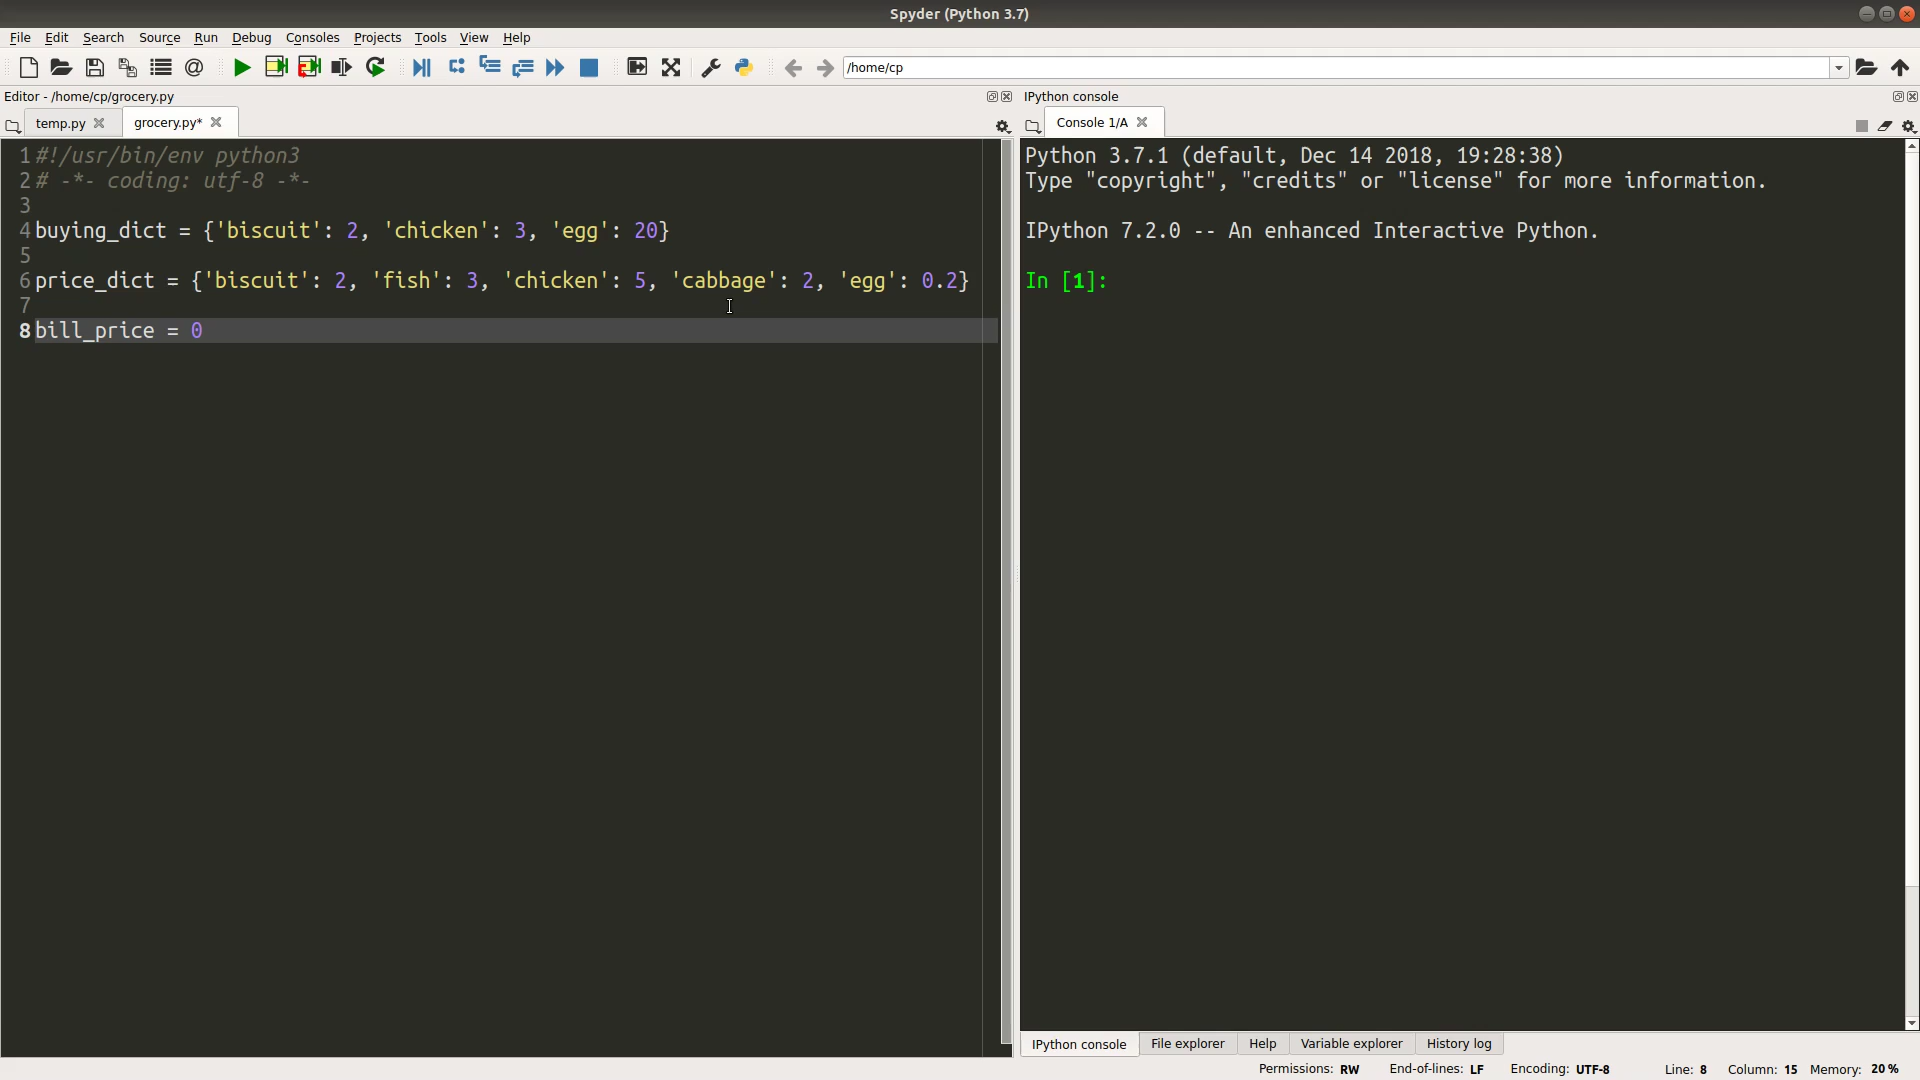 Spyder (Python 3.7)
File Edit Search Source Run Debug Consoles Projects Tools View Help
/home/cp
Editor - /home/cp/grocery.py
temp.py
grocery.py*
1 #!/usr/bin/env python3
2 # -*- coding: utf-8 -*-
3
4 buying_dict = {'biscuit': 2, 'chicken': 3, 'egg': 20}
5
6 price_dict = {'biscuit': 2, 'fish': 3, 'chicken': 5, 'cabbage': 2, 'egg': 0.2}
7
8 bill_price = 0
IPython console
Console 1/A
Python 3.7.1 (default, Dec 14 2018, 19:28:38)
Type "copyright", "credits" or "license" for more information.
IPython 7.2.0 -- An enhanced Interactive Python.
In [1]:
IPython console File explorer Help Variable explorer History log
Permissions: RW End-of-lines: LF Encoding: UTF-8 Line: 8 Column: 15 Memory: 20 %